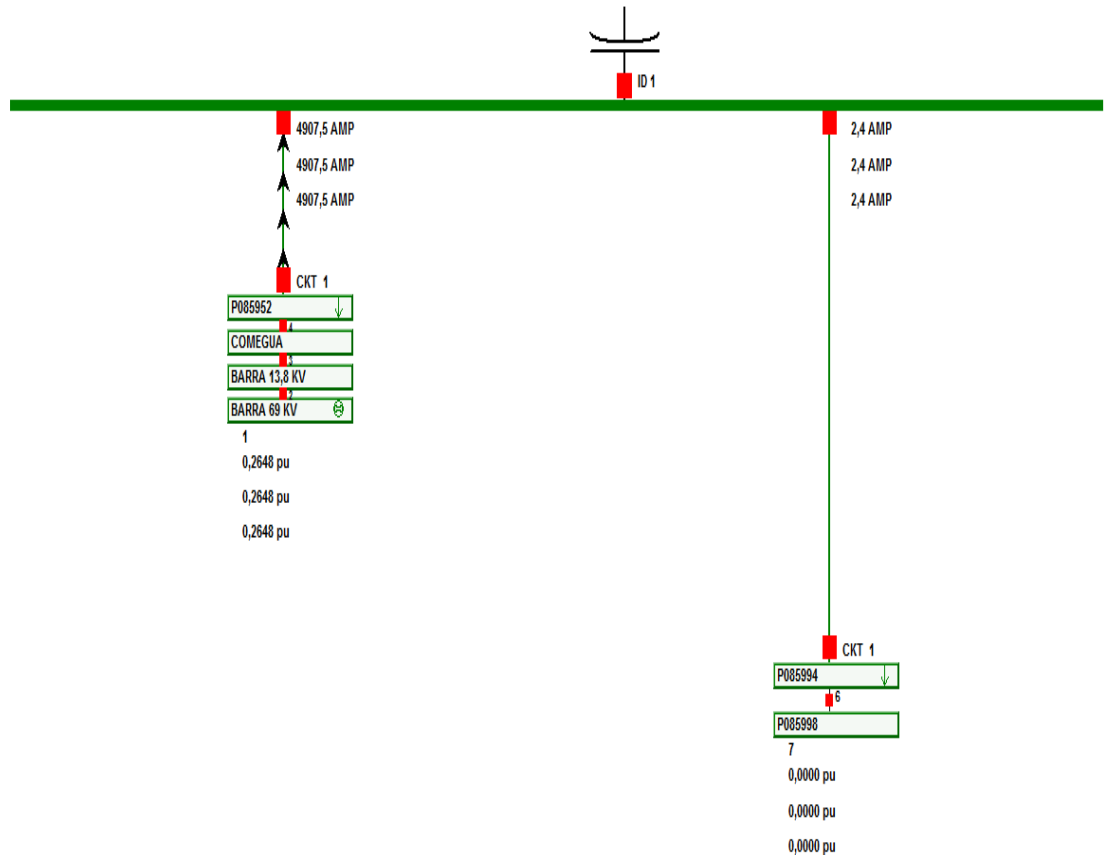 ID 1
4907,5 AMP
4907,5 AMP
4907,5 AMP
2,4 AMP
2,4 AMP
2,4 AMP
CKT 1
P085952
4
COMEGUA
3
BARRA 13,8 KV
2
BARRA 69 KV
1
0,2648 pu
0,2648 pu
0,2648 pu
CKT 1
P085994
6
P085998
7
0,0000 pu
0,0000 pu
0,0000 pu